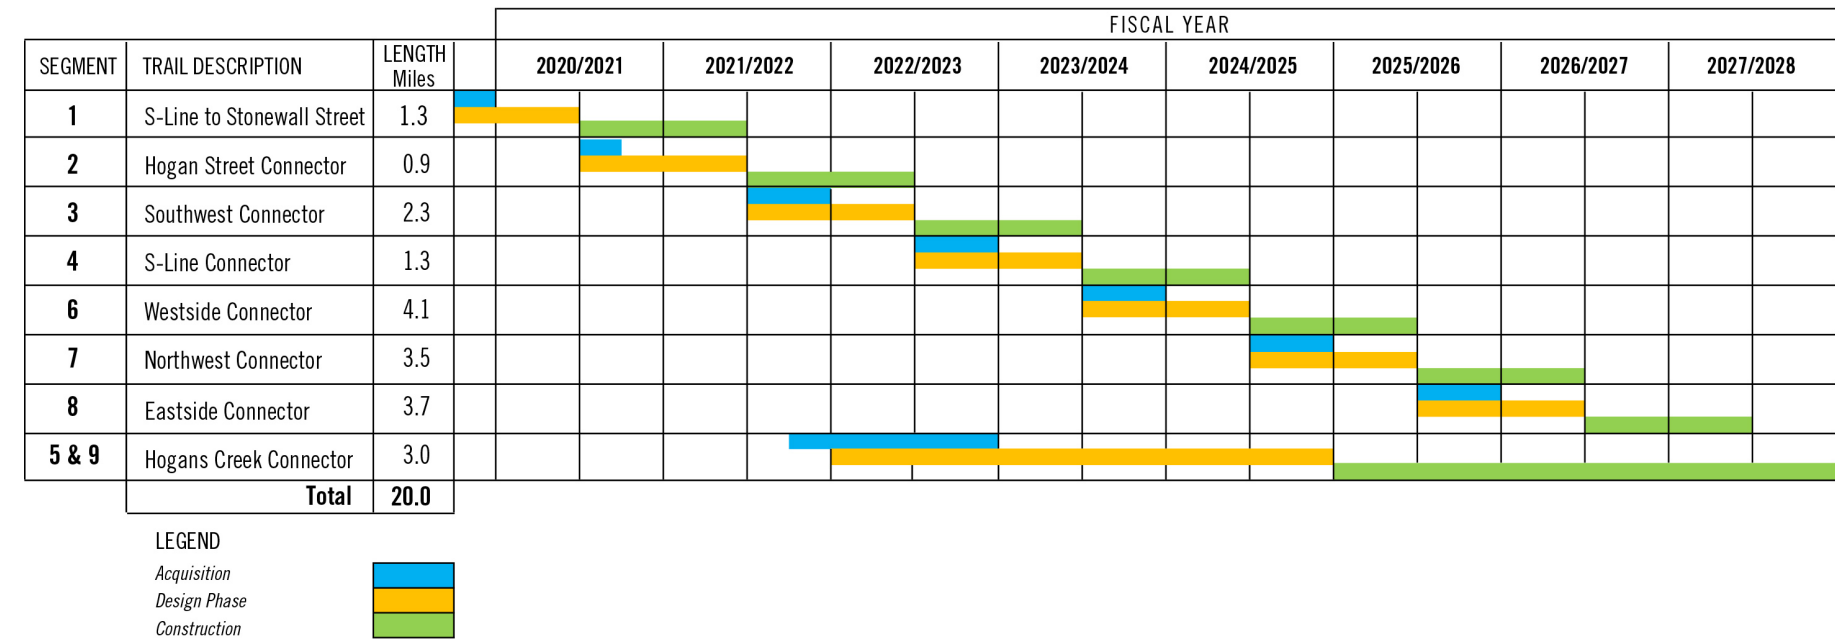 FISCAL YEAR
SEGMENT TRAIL DESCRIPTION LENGTH Miles 2020/2021 2021/2022 2022/2023 2023/2024 2024/2025 2025/2026 2026/2027 2027/2028
1 S-Line to Stonewall Street 1.3
2 Hogan Street Connector 0.9
3 Southwest Connector 2.3
4 S-Line Connector 1.3
6 Westside Connector 4.1
7 Northwest Connector 3.5
8 Eastside Connector 3.7
5 & 9 Hogans Creek Connector 3.0
Total 20.0
LEGEND
Acquisition
Design Phase
Construction